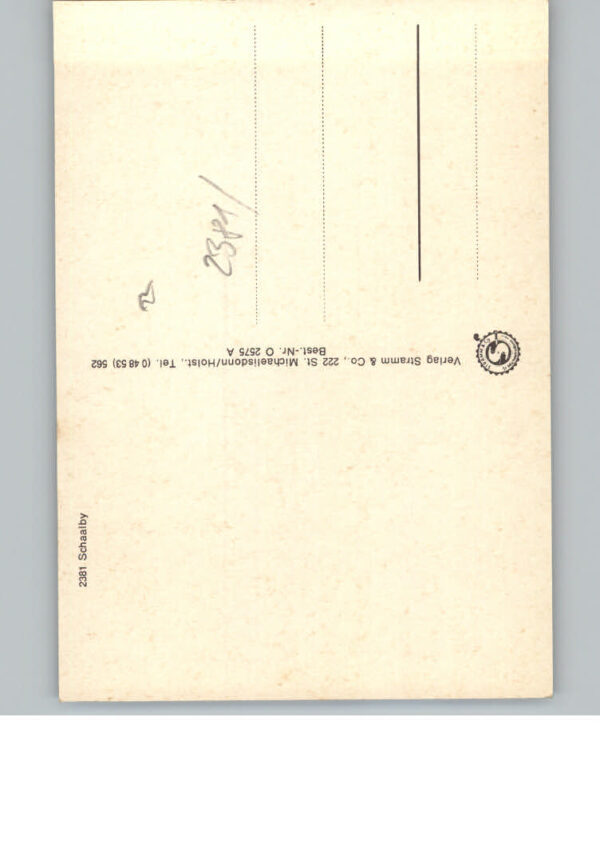 2381 Schaalby
Verlag Stramm & Co., 222 St. Michaelisdonn/Holst., Tel. (0 48 53) 562
Best.-Nr. O 2575 A
2381/